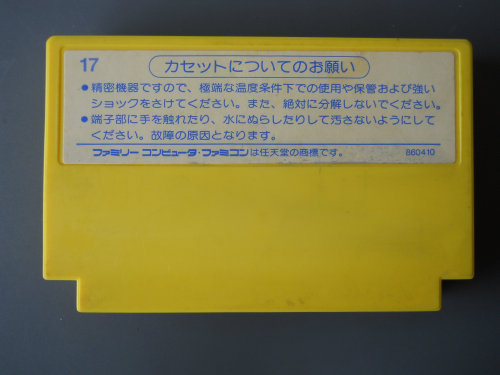 17
カセットについてのお願い
●精密機器ですので、極端な温度条件下での使用や保管および強い
ショックをさけてください。また、絶対に分解しないでください。
●端子部に手を触れたり、水にぬらしたりして汚さないようにして
ください。故障の原因となります。
ファミリーコンピュータ・ファミコンは任天堂の商標です。
860410